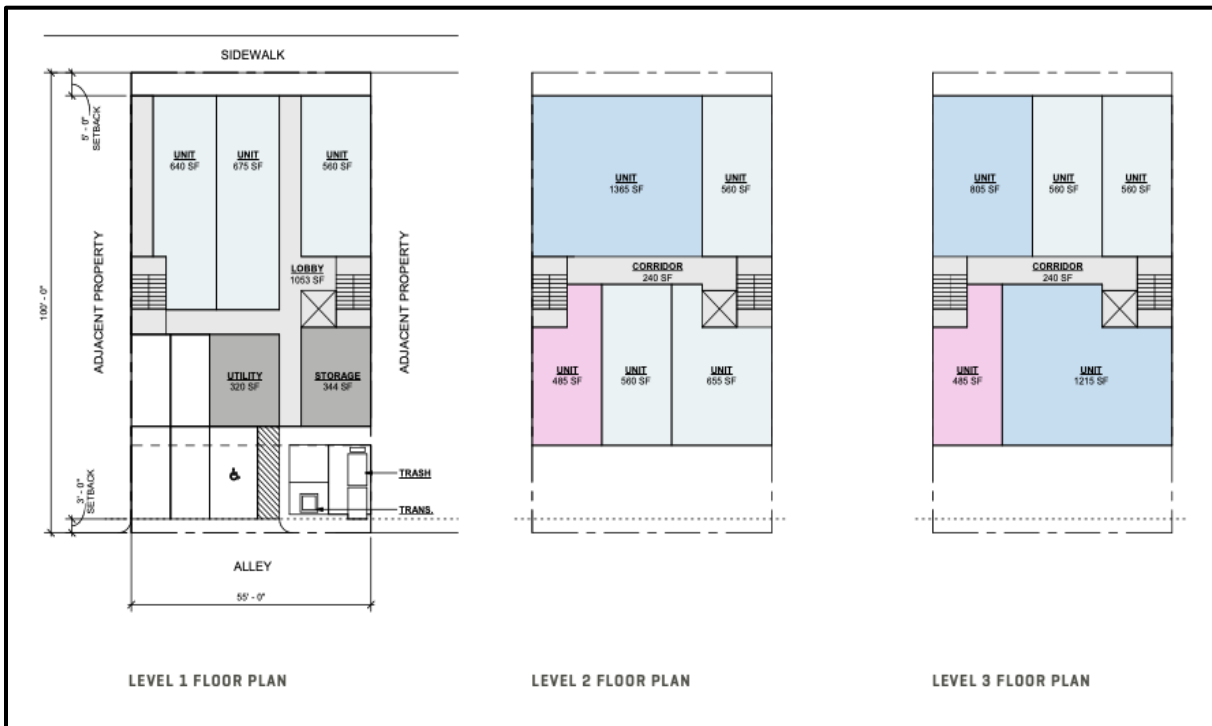 SIDEWALK
5' - 0"
SETBACK
100' - 0"
ADJACENT PROPERTY
UNIT
640 SF
UNIT
675 SF
UNIT
560 SF
LOBBY
1053 SF
ADJACENT PROPERTY
UTILITY
320 SF
STORAGE
344 SF
3' - 0"
SETBACK
TRASH
TRANS.
ALLEY
55' - 0"
LEVEL 1 FLOOR PLAN
UNIT
1365 SF
UNIT
560 SF
CORRIDOR
240 SF
UNIT
485 SF
UNIT
560 SF
UNIT
655 SF
LEVEL 2 FLOOR PLAN
UNIT
805 SF
UNIT
560 SF
UNIT
560 SF
CORRIDOR
240 SF
UNIT
485 SF
UNIT
1215 SF
LEVEL 3 FLOOR PLAN